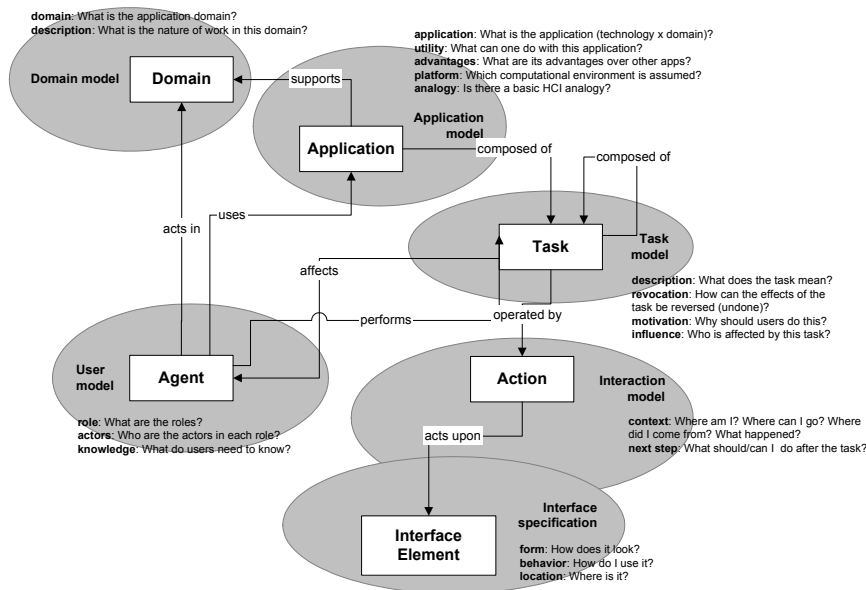 domain: What is the application domain?
description: What is the nature of work in this domain?
Domain model
Domain
supports
application: What is the application (technology x domain)?
utility: What can one do with this application?
advantages: What are its advantages over other apps?
platform: Which computational environment is assumed?
analogy: Is there a basic HCI analogy?
Application
model
Application
composed of
composed of
acts in
uses
Task
Task
model
affects
description: What does the task mean?
revocation: How can the effects of the
task be reversed (undone)?
motivation: Why should users do this?
influence: Who is affected by this task?
performs
operated by
User
model
Agent
role: What are the roles?
actors: Who are the actors in each role?
knowledge: What do users need to know?
Action
Interaction
model
context: Where am I? Where can I go? Where
did I come from? What happened?
next step: What should/can I do after the task?
acts upon
Interface
specification
Interface
Element
form: How does it look?
behavior: How do I use it?
location: Where is it?